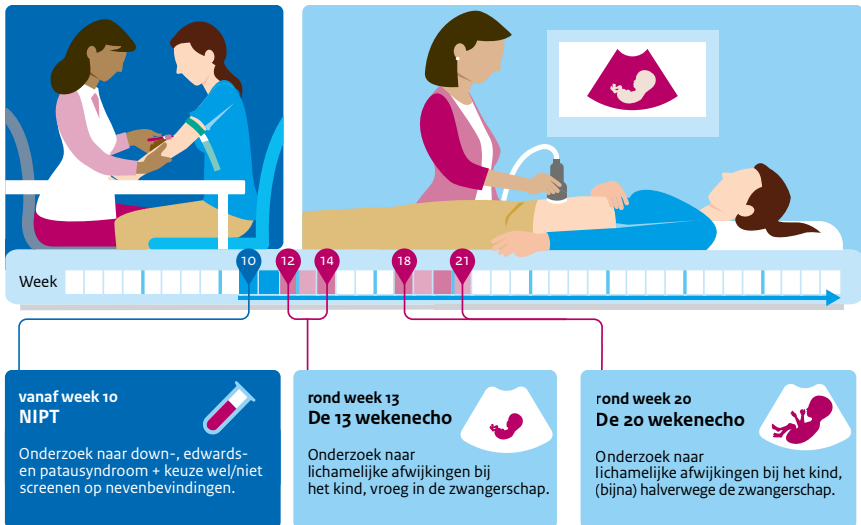 10
12
14
18
21
Week
vanaf week 10
NIPT
Onderzoek naar down-, edwards-
en patausyndroom + keuze wel/niet
screenen op nevenbevindingen.
rond week 13
De 13 wekenecho
Onderzoek naar
lichamelijke afwijkingen bij
het kind, vroeg in de zwangerschap.
rond week 20
De 20 wekenecho
Onderzoek naar
lichamelijke afwijkingen bij het kind,
(bijna) halverwege de zwangerschap.